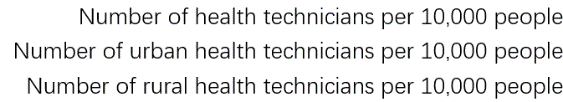 Number of health technicians per 10,000 people
Number of urban health technicians per 10,000 people
Number of rural health technicians per 10,000 people